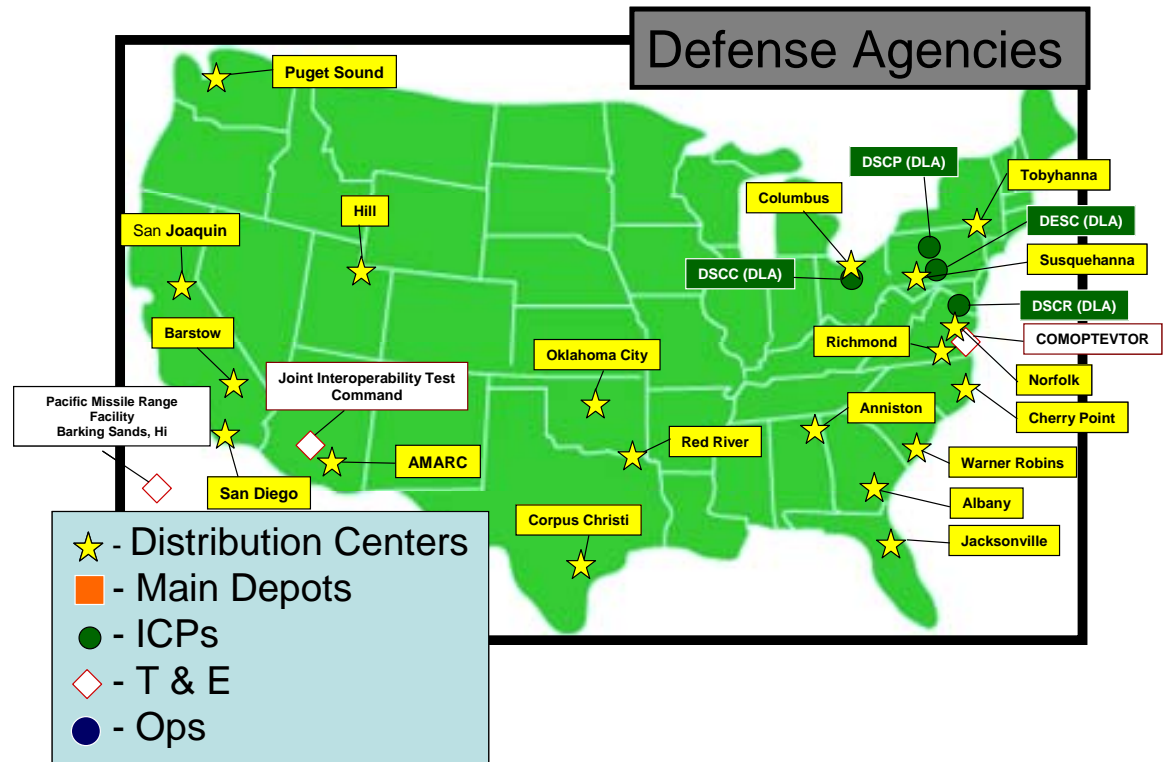 Defense Agencies
Puget Sound
DSCP (DLA)
Tobyhanna
Columbus
Hill
San Joaquin
DESC (DLA)
Susquehanna
DSCC (DLA)
DSCR (DLA)
Barstow
Richmond
COMOPTEVTOR
Oklahoma City
Joint Interoperability Test
Command
Norfolk
Pacific Missile Range
Facility
Barking Sands, Hi
Anniston
Cherry Point
Red River
AMARC
Warner Robins
San Diego
Albany
Corpus Christi
Jacksonville
- Distribution Centers
- Main Depots
- ICPs
- T & E
- Ops